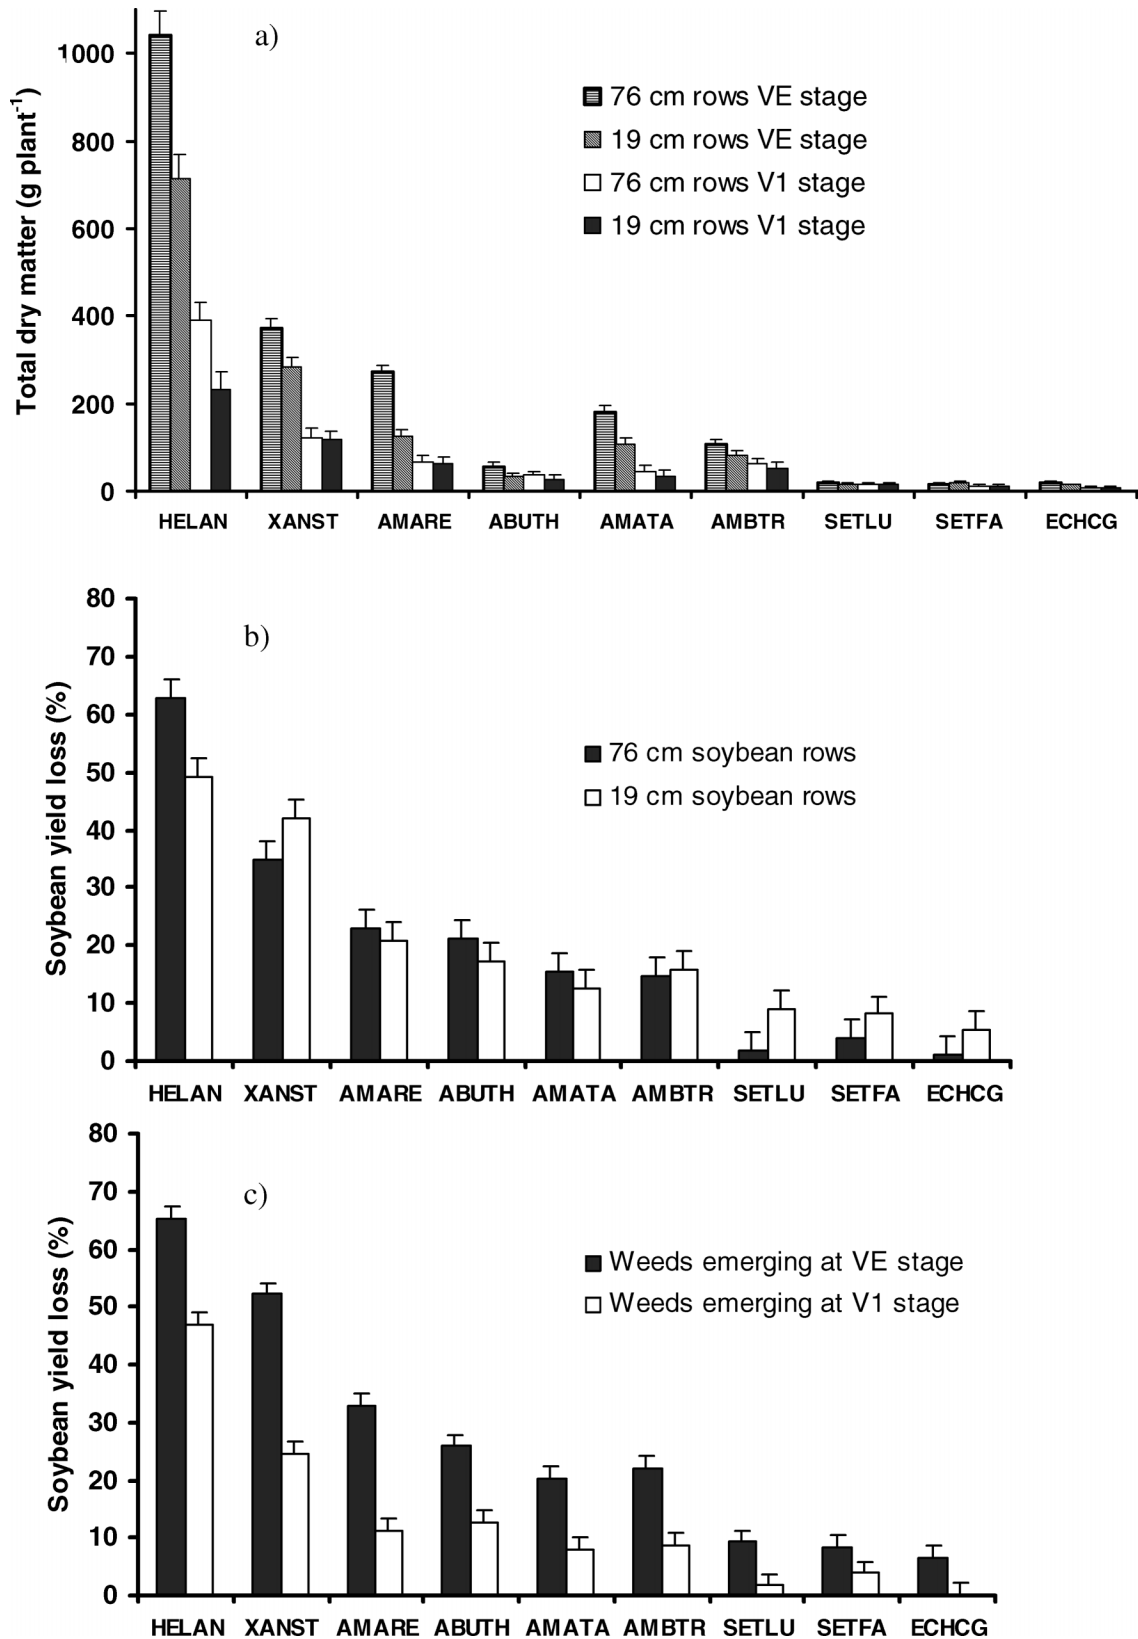 a)
Total dry matter (g plant-1)
1000
800
600
400
200
0
76 cm rows VE stage
19 cm rows VE stage
76 cm rows V1 stage
19 cm rows V1 stage
HELAN XANST AMARE ABUTH AMATA AMBTR SETLU SETFA ECHCG
b)
Soybean yield loss (%)
80
70
60
50
40
30
20
10
0
76 cm soybean rows
19 cm soybean rows
HELAN XANST AMARE ABUTH AMATA AMBTR SETLU SETFA ECHCG
c)
Soybean yield loss (%)
80
70
60
50
40
30
20
10
0
Weeds emerging at VE stage
Weeds emerging at V1 stage
HELAN XANST AMARE ABUTH AMATA AMBTR SETLU SETFA ECHCG